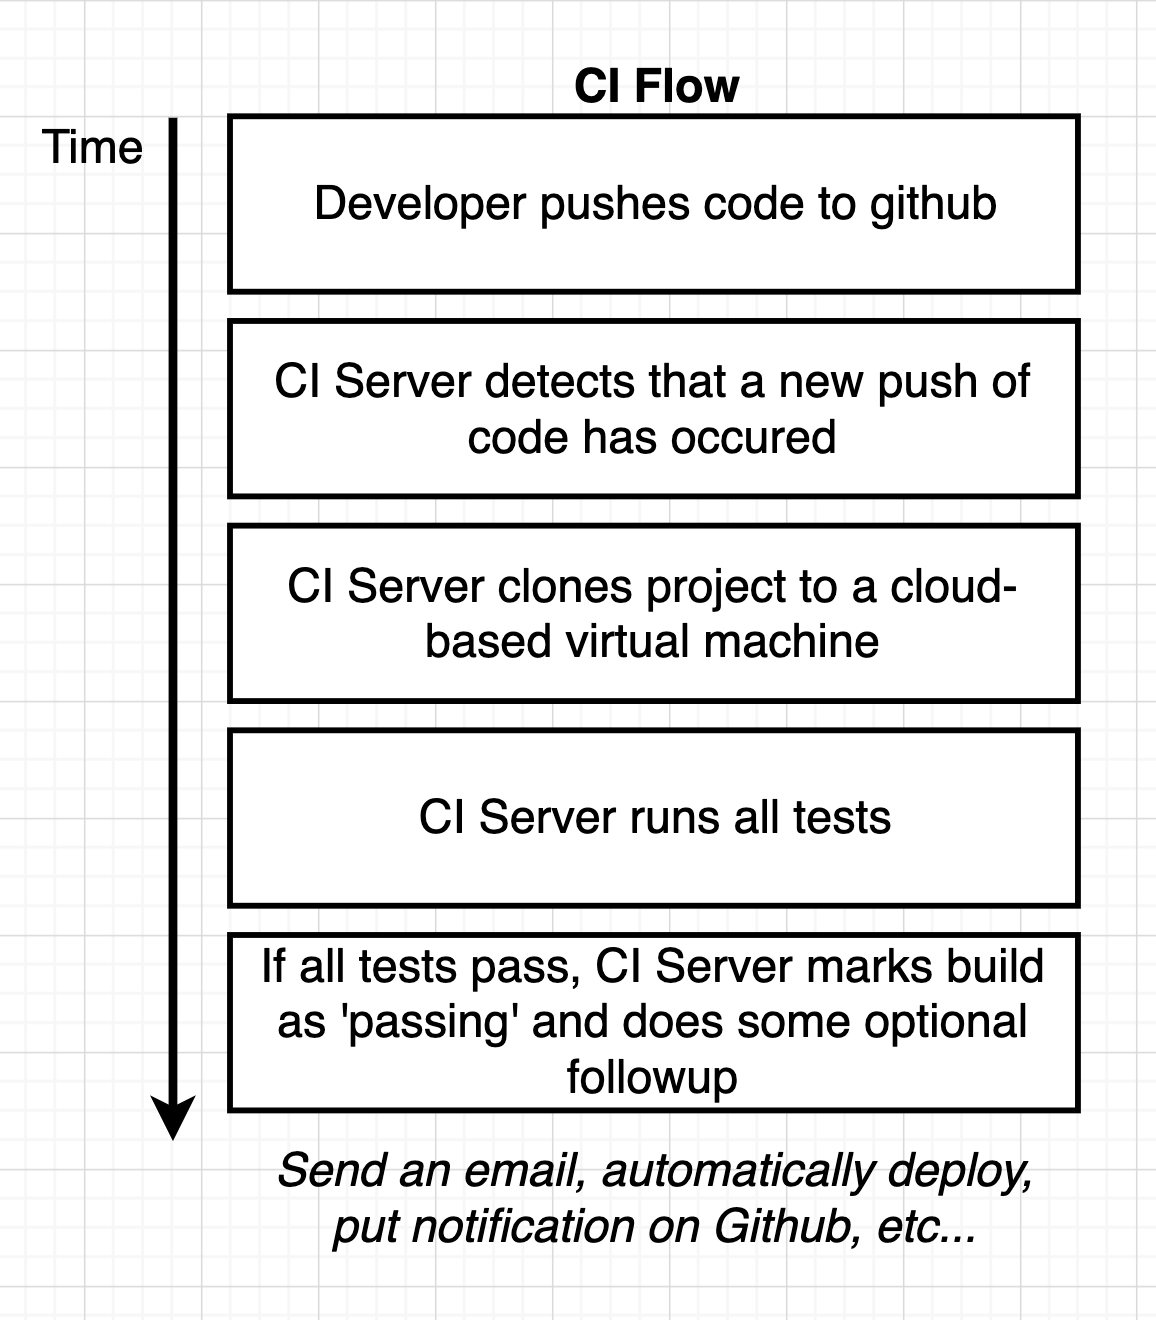 CI Flow
Time
Developer pushes code to github
CI Server detects that a new push of
code has occured
CI Server clones project to a cloud-
based virtual machine
CI Server runs all tests
If all tests pass, CI Server marks build
as 'passing' and does some optional
followup
Send an email, automatically deploy,
put notification on Github, etc...